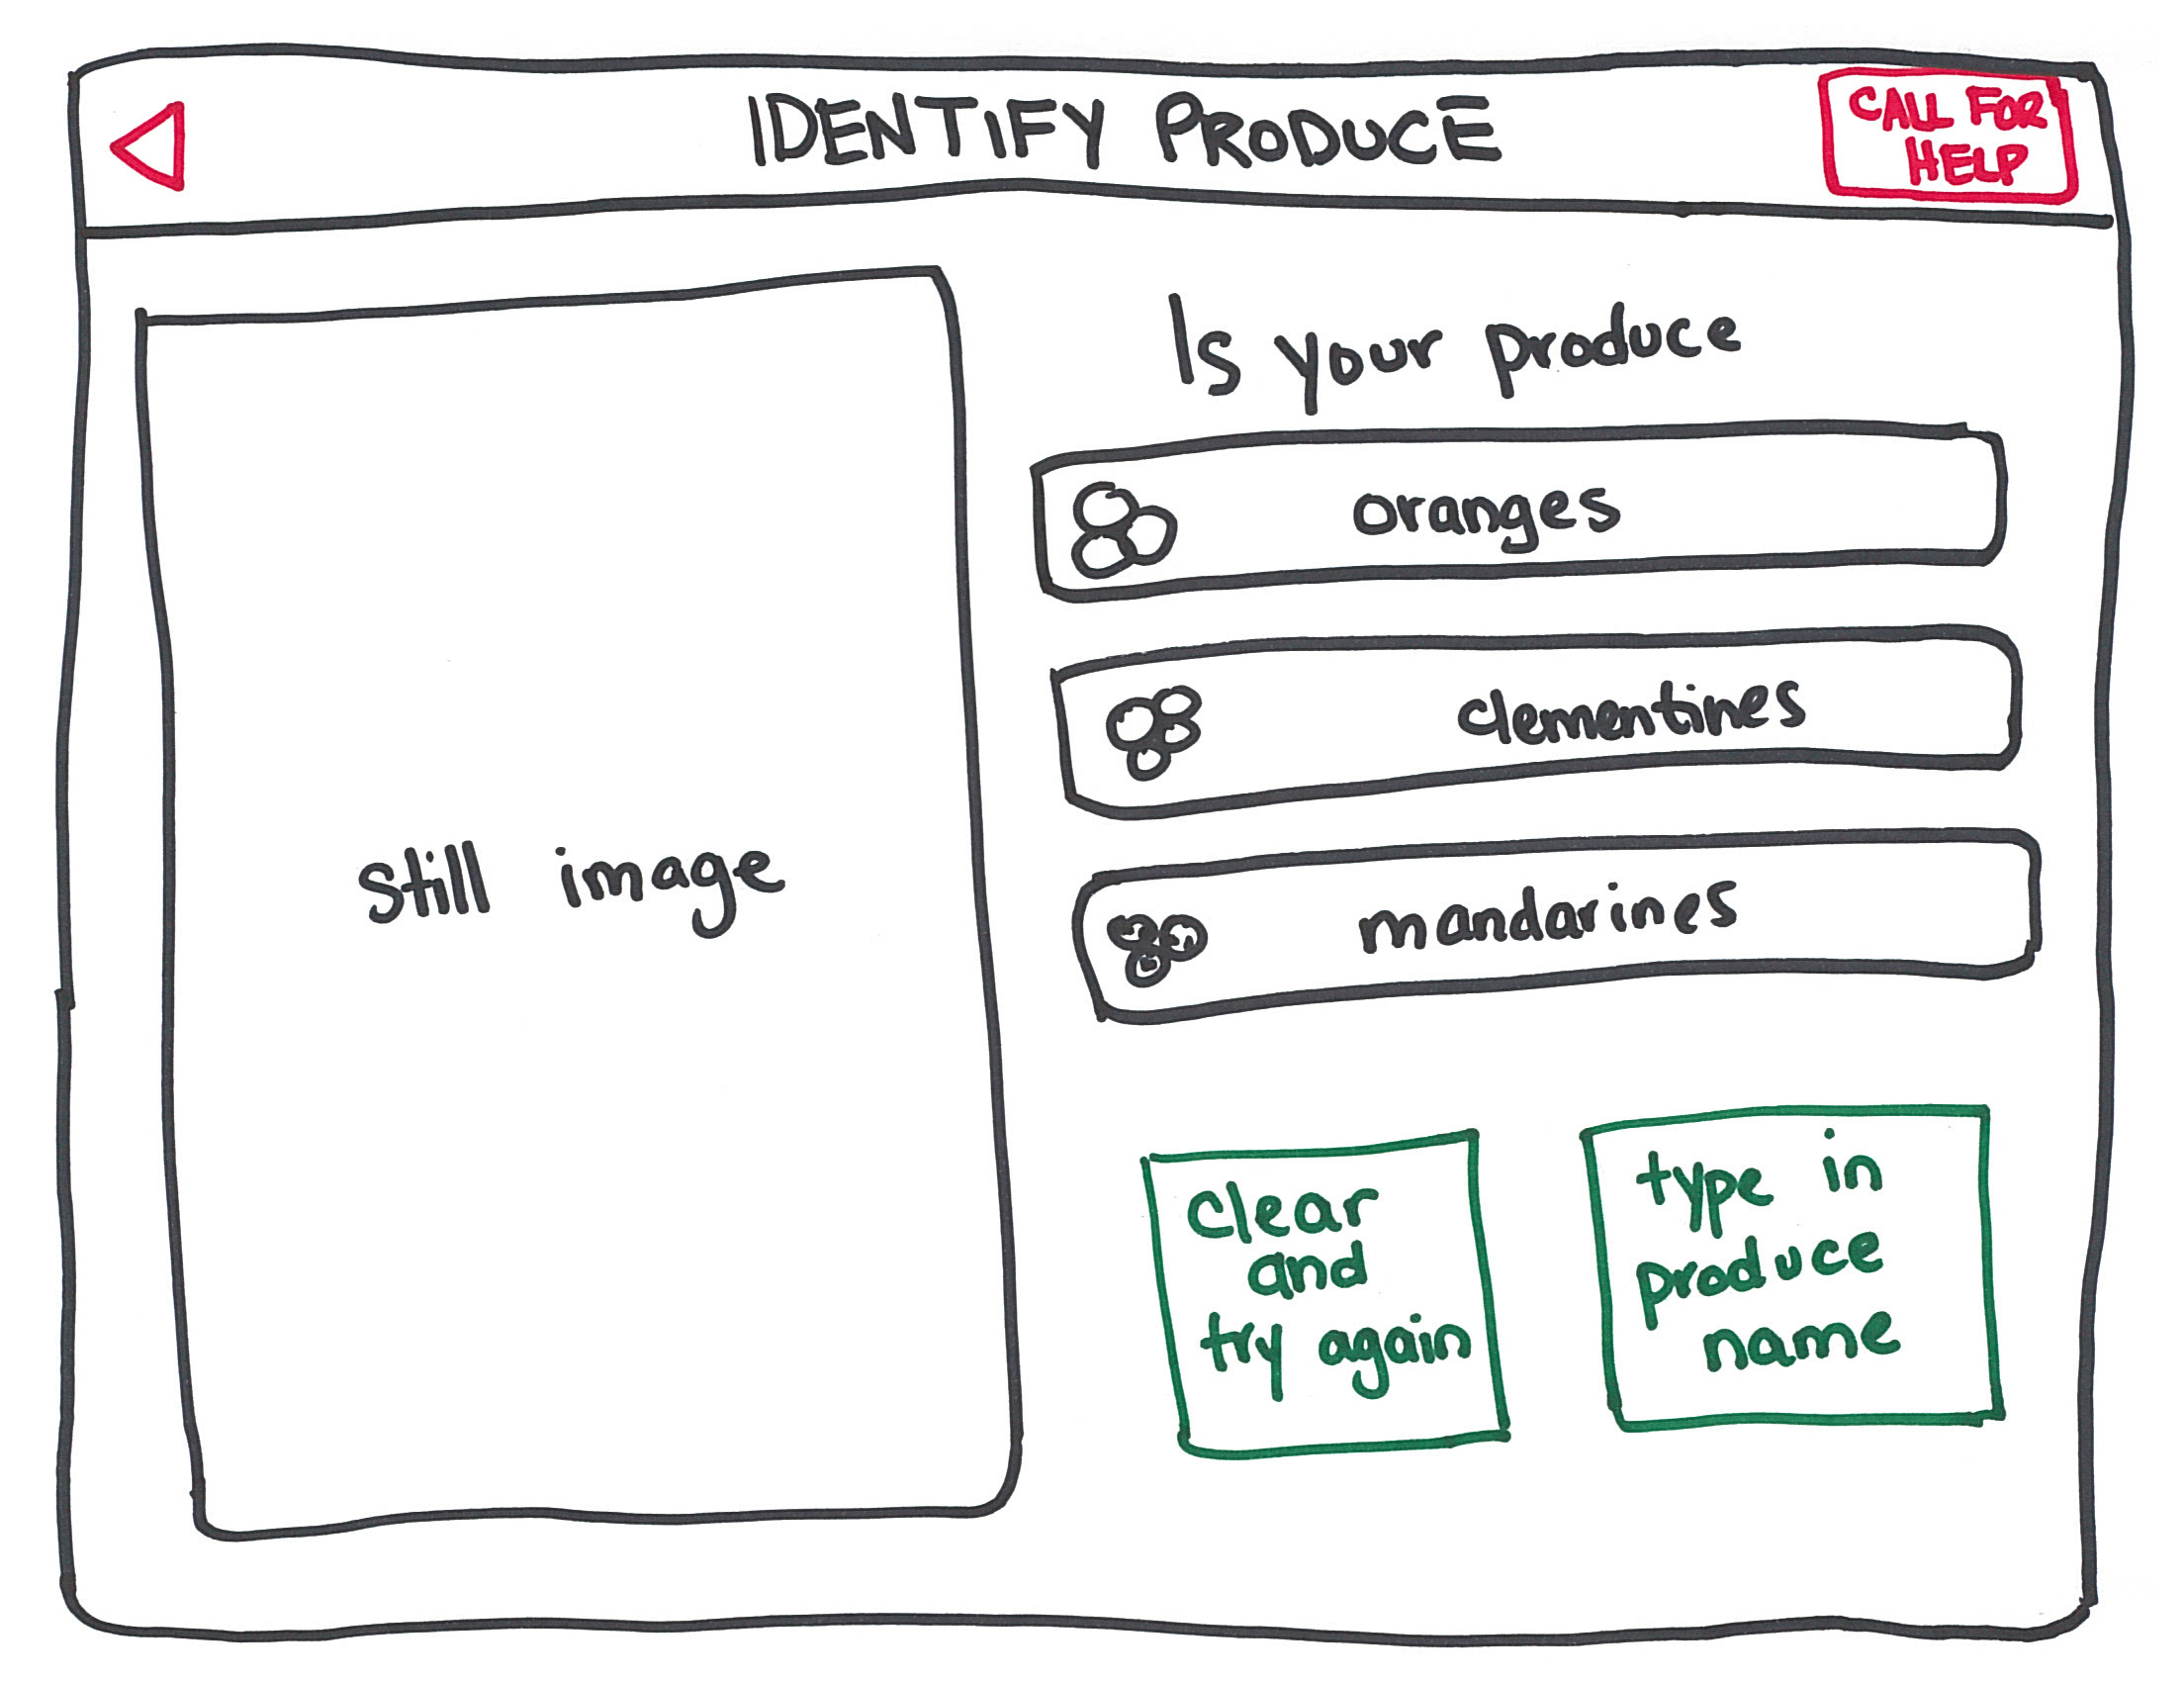 IDENTIFY PRODUCE
CALL FOR
HELP
Is your produce
oranges
clementines
mandarines
still image
clear
and
try again
type in
produce
name